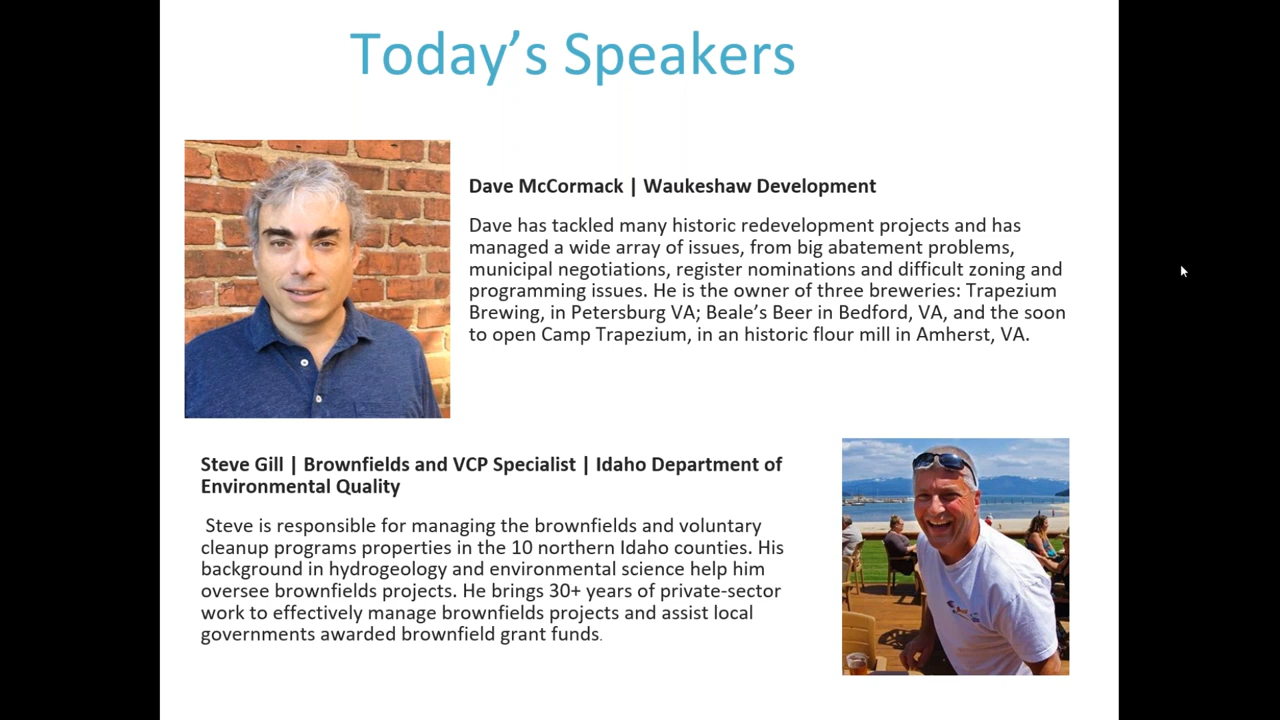 Today’s Speakers
Dave McCormack | Waukeshaw Development
Dave has tackled many historic redevelopment projects and has
managed a wide array of issues, from big abatement problems,
municipal negotiations, register nominations and difficult zoning and
programming issues. He is the owner of three breweries: Trapezium
Brewing, in Petersburg VA; Beale’s Beer in Bedford, VA, and the soon
to open Camp Trapezium, in an historic flour mill in Amherst, VA.
Steve Gill | Brownfields and VCP Specialist | Idaho Department of
Environmental Quality
Steve is responsible for managing the brownfields and voluntary
cleanup programs properties in the 10 northern Idaho counties. His
background in hydrogeology and environmental science help him
oversee brownfields projects. He brings 30+ years of private-sector
work to effectively manage brownfields projects and assist local
governments awarded brownfield grant funds.